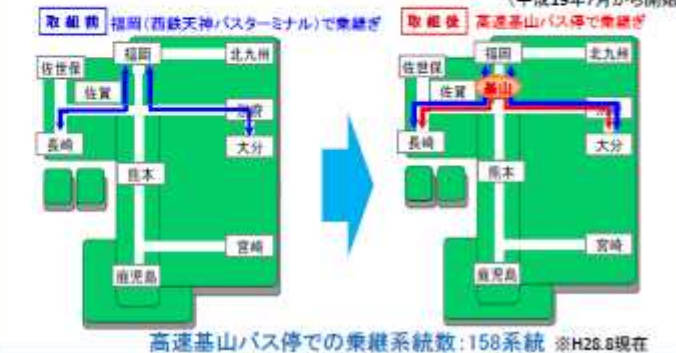 (平成19年7月から開始
取組前 福岡(西鉄天神バスターミナル)で乗継ぎ
取組後 高速基山バス停で乗継ぎ
福岡
北九州
佐世保
佐賀
別府
長崎
大分
熊本
宮崎
鹿児島
福岡
北九州
佐世保
佐賀
基山
長崎
大分
熊本
宮崎
鹿児島
高速基山バス停での乗継系統数:158系統 ※H28.8現在